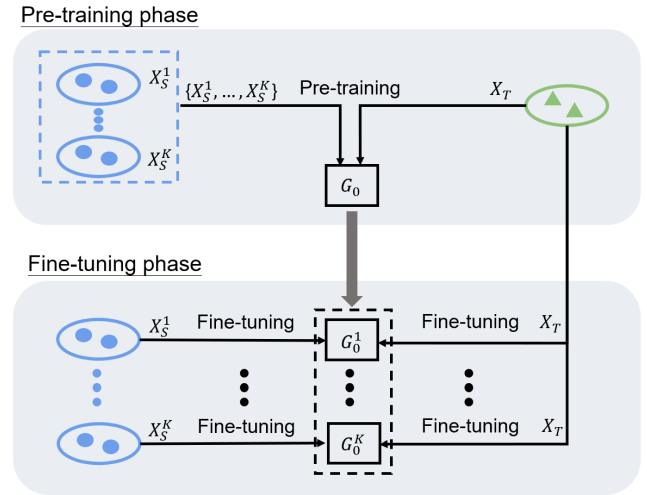 Pre-training phase
X_S^1
{X_S^1, ..., X_S^K}
Pre-training
X_T
X_S^K
G_0
Fine-tuning phase
X_S^1
Fine-tuning
G_0^1
Fine-tuning
X_T
X_S^K
Fine-tuning
G_0^K
Fine-tuning
X_T